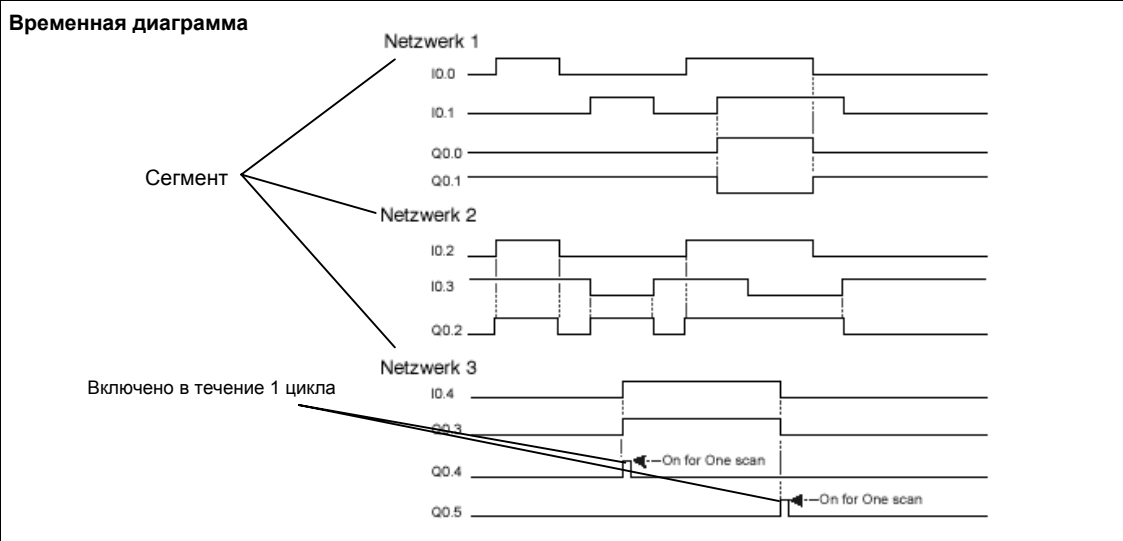 Временная диаграмма
Netzwerk 1
I0.0
I0.1
Q0.0
Q0.1
Сегмент
Netzwerk 2
I0.2
I0.3
Q0.2
Netzwerk 3
Включено в течение 1 цикла
I0.4
Q0.3
Q0.4
On for One scan
Q0.5
On for One scan